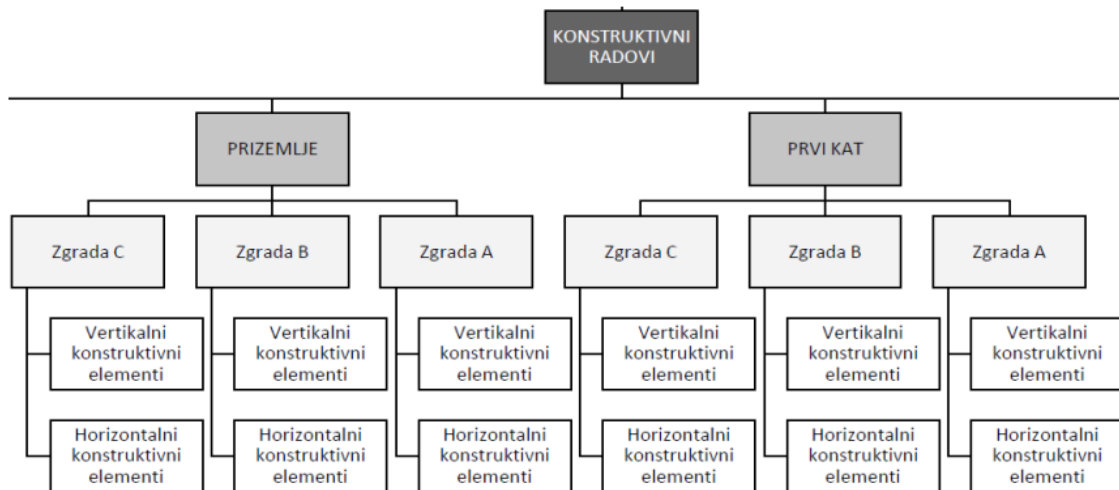 KONSTRUKTIVNI
RADOVI
PRIZEMLJE
PRVI KAT
Zgrada C
Zgrada B
Zgrada A
Zgrada C
Zgrada B
Zgrada A
Vertikalni
konstruktivni
elementi
Vertikalni
konstruktivni
elementi
Vertikalni
konstruktivni
elementi
Vertikalni
konstruktivni
elementi
Vertikalni
konstruktivni
elementi
Vertikalni
konstruktivni
elementi
Horizontalni
konstruktivni
elementi
Horizontalni
konstruktivni
elementi
Horizontalni
konstruktivni
elementi
Horizontalni
konstruktivni
elementi
Horizontalni
konstruktivni
elementi
Horizontalni
konstruktivni
elementi